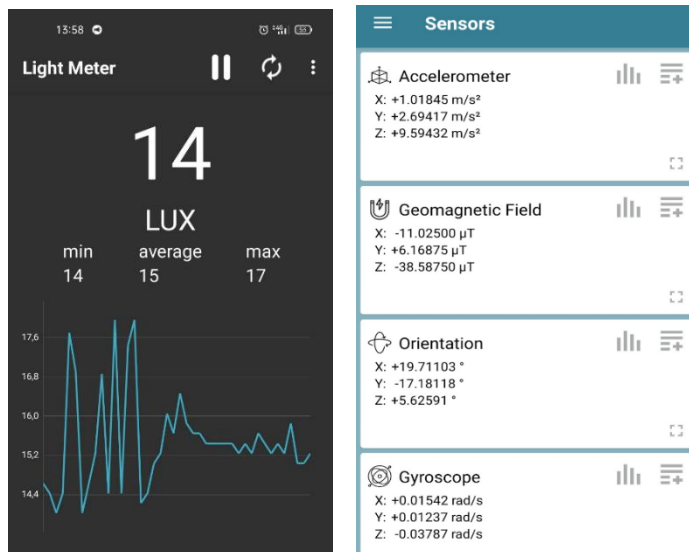 13:58
53
Light Meter
14
LUX
min average max
14 15 17
17,6
16,8
16,0
15,2
14,4
Sensors
Accelerometer
X: +1.01845 m/s²
Y: +2.69417 m/s²
Z: +9.59432 m/s²
Geomagnetic Field
X: -11.02500 µT
Y: +6.16875 µT
Z: -38.58750 µT
Orientation
X: +19.71103 °
Y: -17.18118 °
Z: +5.62591 °
Gyroscope
X: +0.01542 rad/s
Y: +0.01237 rad/s
Z: -0.03787 rad/s